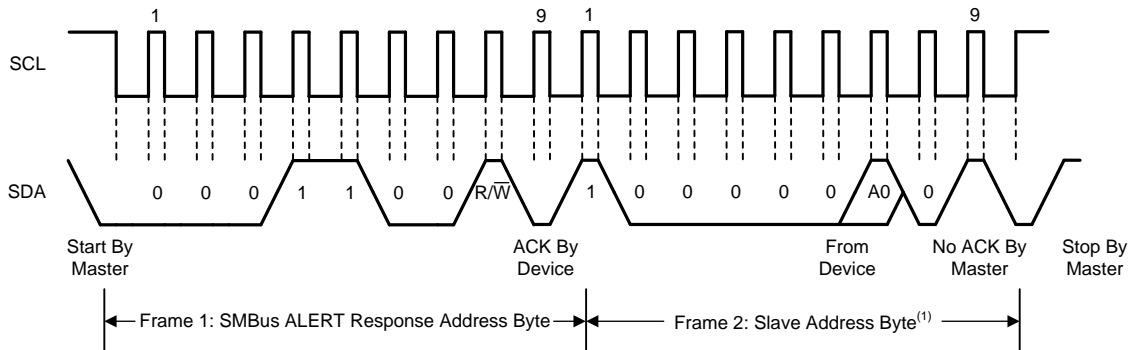 1 9 1 9
SCL
SDA 0 0 0 1 1 0 0 R/W̅ 1 0 0 0 0 0 A0 0
Start By Master
ACK By Device
From Device
No ACK By Master
Stop By Master
Frame 1: SMBus ALERT Response Address Byte
Frame 2: Slave Address Byte(1)